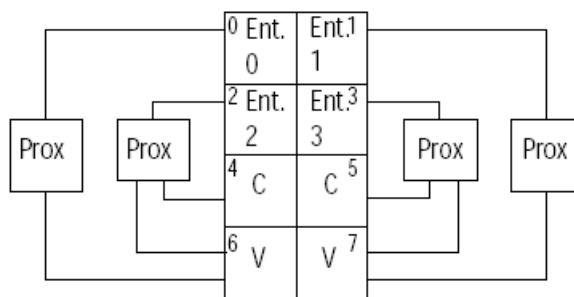 0 Ent. Ent. 1
0 1
2 Ent. Ent. 3
Prox Prox 2 3 Prox Prox
4 C C 5
6 V V 7